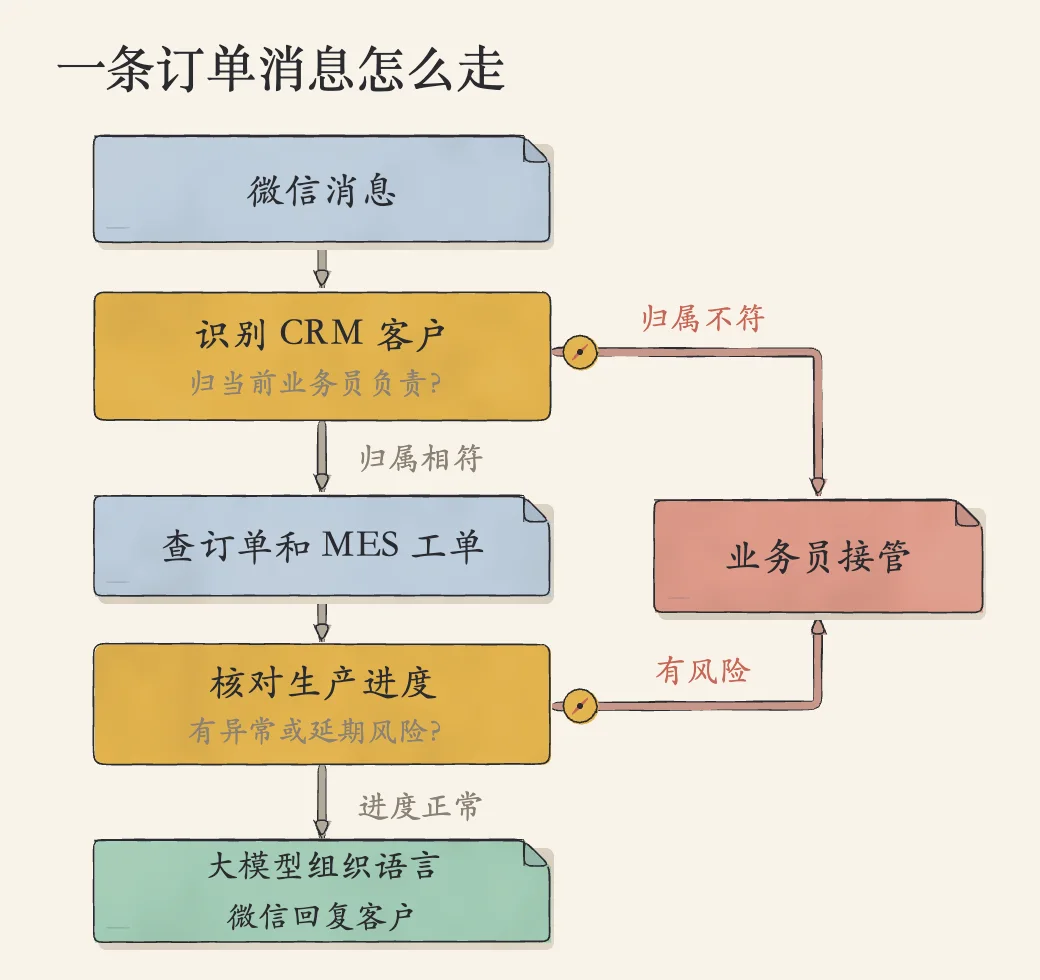 一条订单消息怎么走
微信消息
识别 CRM 客户
归当前业务员负责?
归属不符
归属相符
查订单和 MES 工单
业务员接管
核对生产进度
有异常或延期风险?
有风险
进度正常
大模型组织语言
微信回复客户